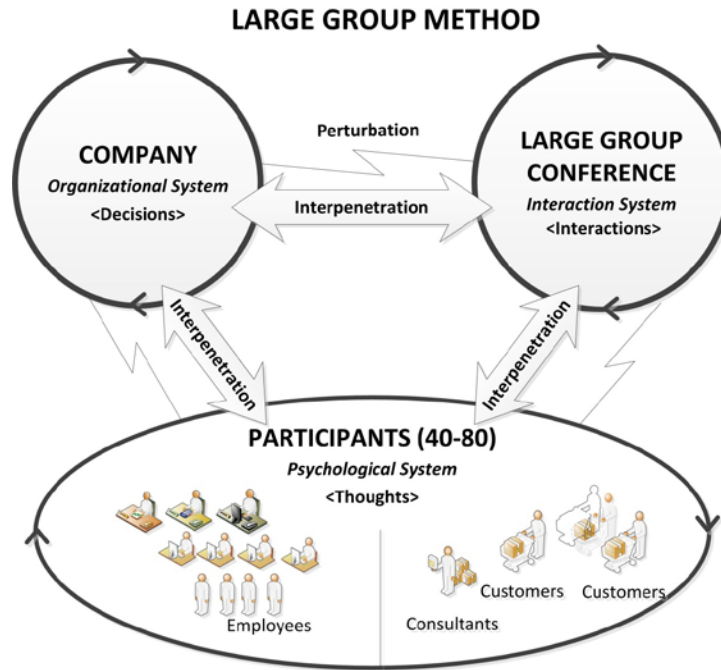 LARGE GROUP METHOD
COMPANY
Organizational System
<Decisions>
Perturbation
Interpenetration
LARGE GROUP
CONFERENCE
Interaction System
<Interactions>
Interpenetration
Interpenetration
PARTICIPANTS (40-80)
Psychological System
<Thoughts>
Employees
Consultants
Customers
Customers